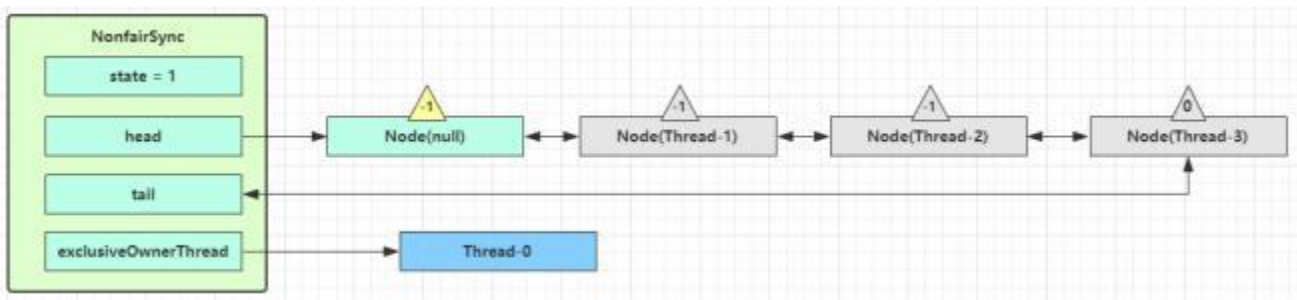 NonfairSync
state = 1
head
tail
exclusiveOwnerThread
-1
Node(null)
-1
Node(Thread-1)
-1
Node(Thread-2)
0
Node(Thread-3)
Thread-0